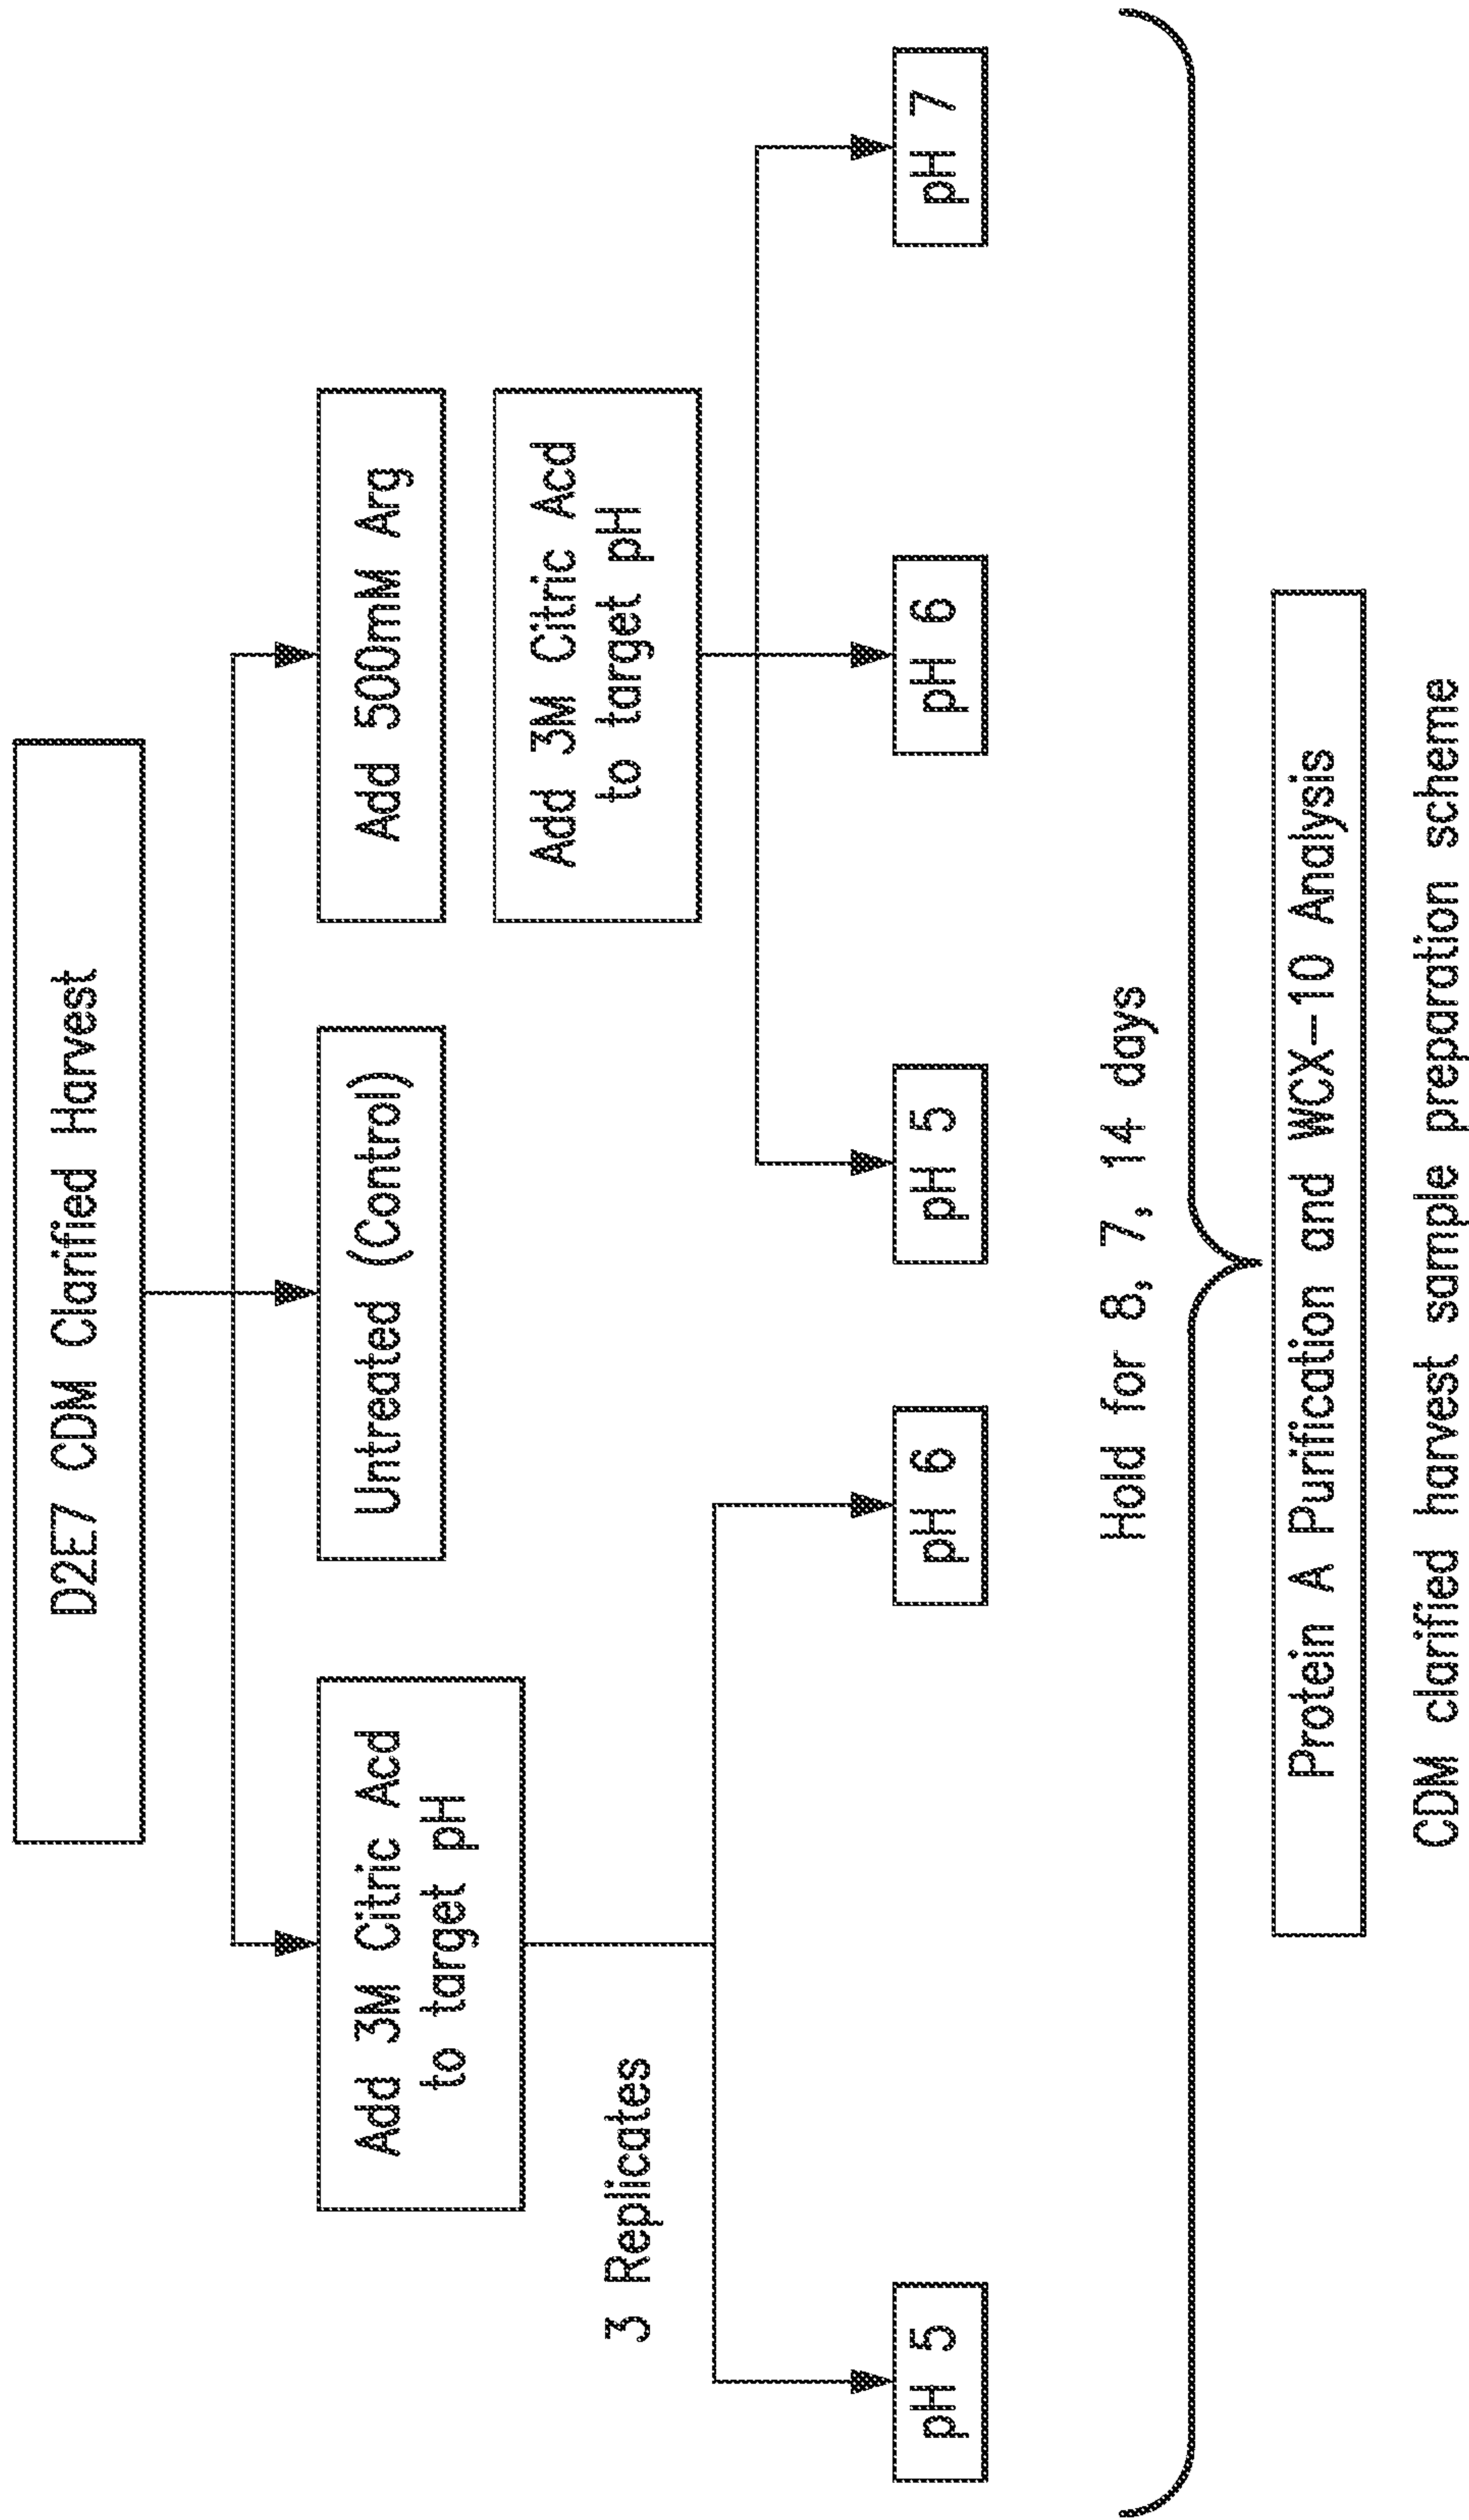 D2E7 CDM Clarified Harvest
Add 3M Citric Acd
to target pH
Untreated (Control)
Add 500mM Arg
Add 3M Citric Acd
to target pH
3 Replicates
pH 5
pH 6
pH 5
pH 6
pH 7
Hold for 8, 7, 14 days
Protein A Purification and WCX-10 Analysis
CDM clarified harvest sample preparation scheme